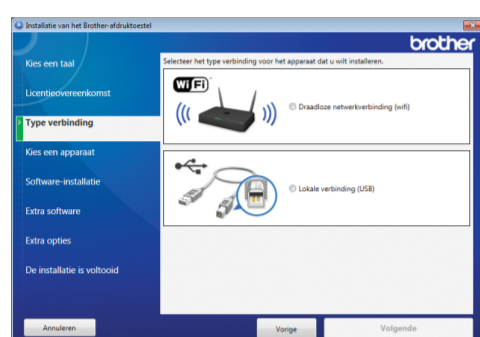 Installatie van het Brother-afdruktoestel
brother
Kies een taal
Licentieovereenkomst
Type verbinding
Kies een apparaat
Software-installatie
Extra software
Extra opties
De installatie is voltooid
Selecteer het type verbinding voor het apparaat dat u wilt installeren.
Wi Fi
Draadloze netwerkverbinding (wifi)
Lokale verbinding (USB)
Annuleren
Vorige
Volgende